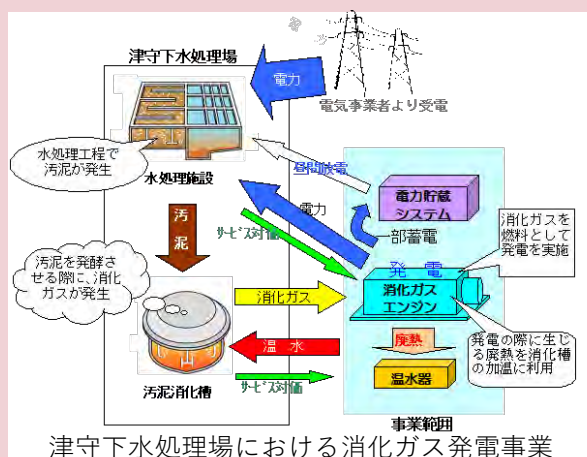 津守下水処理場
電力
電気事業者より受電
水処理工程で
汚泥が発生
水処理施設
昼間放電
電力
電力貯蔵
システム
一部蓄電
消化ガスを
燃料として
発電を実施
汚泥
サービス対価
発電
汚泥を発酵さ
せる際に、消化
ガスが発生
消化ガス
消化ガス
エンジン
温水
廃熱
発電の際に生じ
る廃熱を消化槽
の加温に利用
汚泥消化槽
サービス対価
温水器
事業範囲
津守下水処理場における消化ガス発電事業